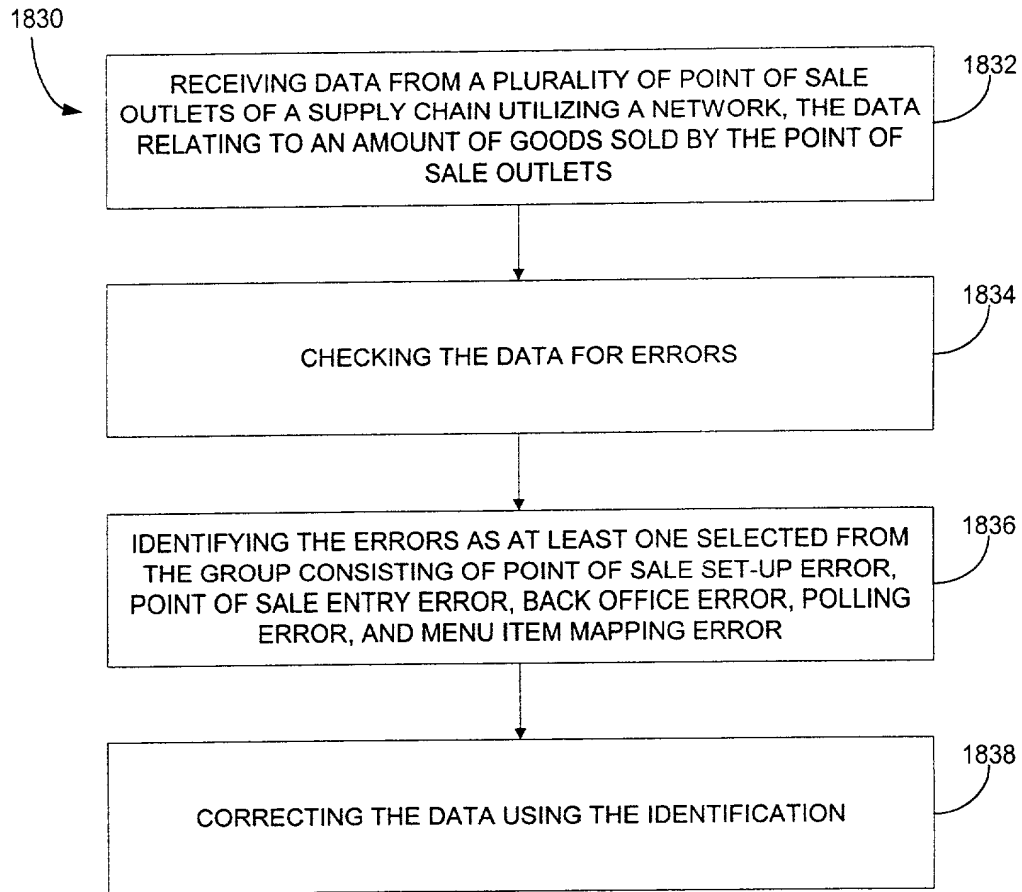 1830
1832
RECEIVING DATA FROM A PLURALITY OF POINT OF SALE
OUTLETS OF A SUPPLY CHAIN UTILIZING A NETWORK, THE DATA
RELATING TO AN AMOUNT OF GOODS SOLD BY THE POINT OF
SALE OUTLETS
1834
CHECKING THE DATA FOR ERRORS
1836
IDENTIFYING THE ERRORS AS AT LEAST ONE SELECTED FROM
THE GROUP CONSISTING OF POINT OF SALE SET-UP ERROR,
POINT OF SALE ENTRY ERROR, BACK OFFICE ERROR, POLLING
ERROR, AND MENU ITEM MAPPING ERROR
1838
CORRECTING THE DATA USING THE IDENTIFICATION